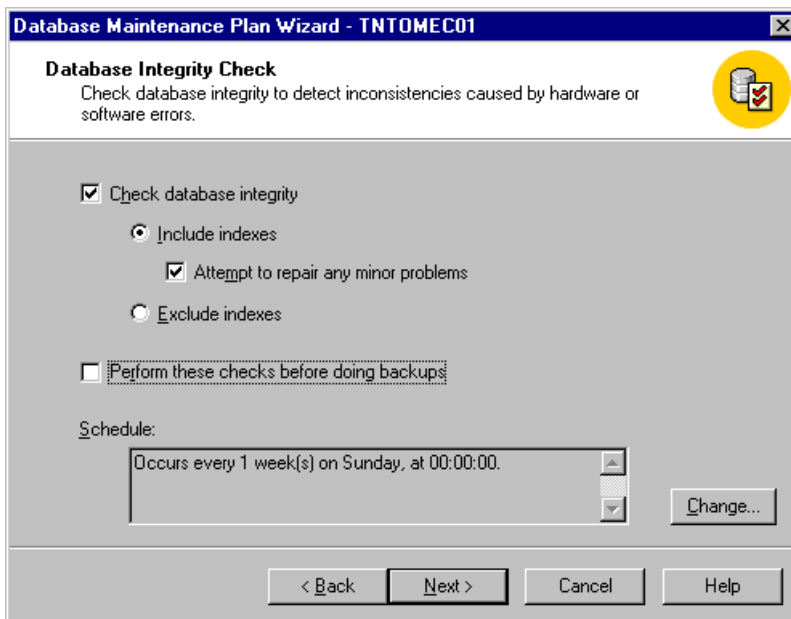 Database Maintenance Plan Wizard - TNTOMEC01
Database Integrity Check
Check database integrity to detect inconsistencies caused by hardware or
software errors.
Check database integrity
Include indexes
Attempt to repair any minor problems
Exclude indexes
Perform these checks before doing backups
Schedule:
Occurs every 1 week(s) on Sunday, at 00:00:00.
Change...
< Back
Next >
Cancel
Help